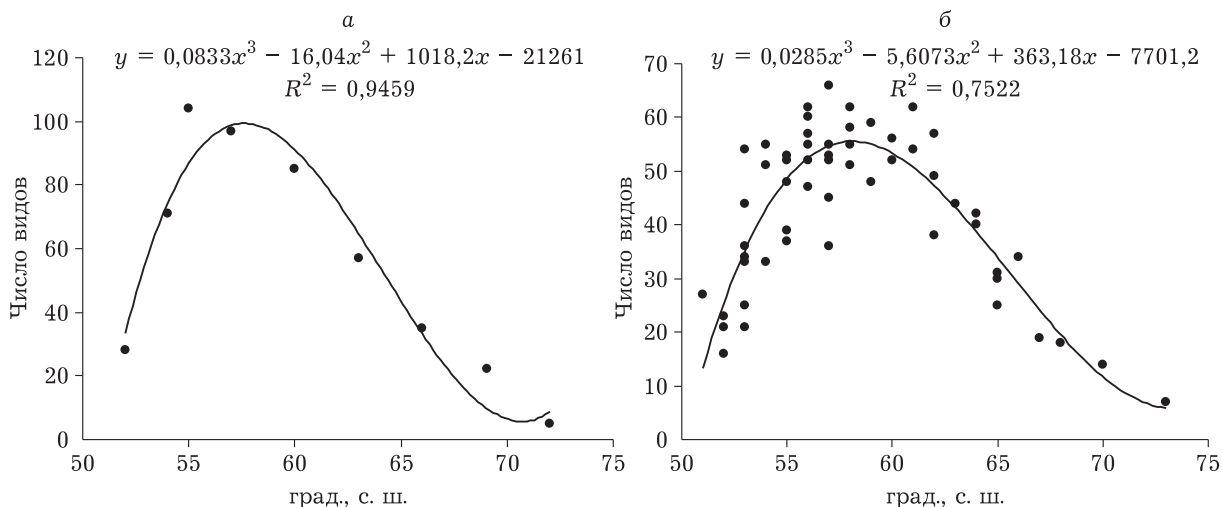 а
y = 0,0833x³ − 16,04x² + 1018,2x − 21261
R² = 0,9459
120
100
80
60
40
20
0
50
55
60
65
70
75
Число видов
град., с. ш.
б
y = 0,0285x³ − 5,6073x² + 363,18x − 7701,2
R² = 0,7522
70
60
50
40
30
20
10
0
50
55
60
65
70
75
Число видов
град., с. ш.